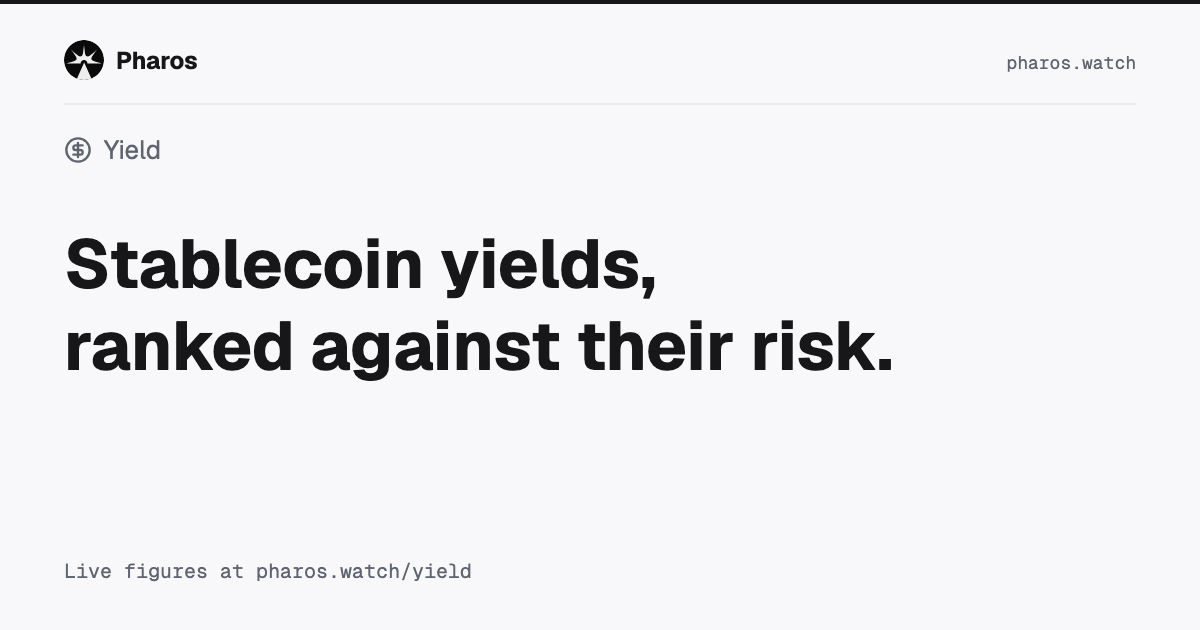 Pharos
pharos.watch
Yield
Stablecoin yields,
ranked against their risk.
Live figures at pharos.watch/yield